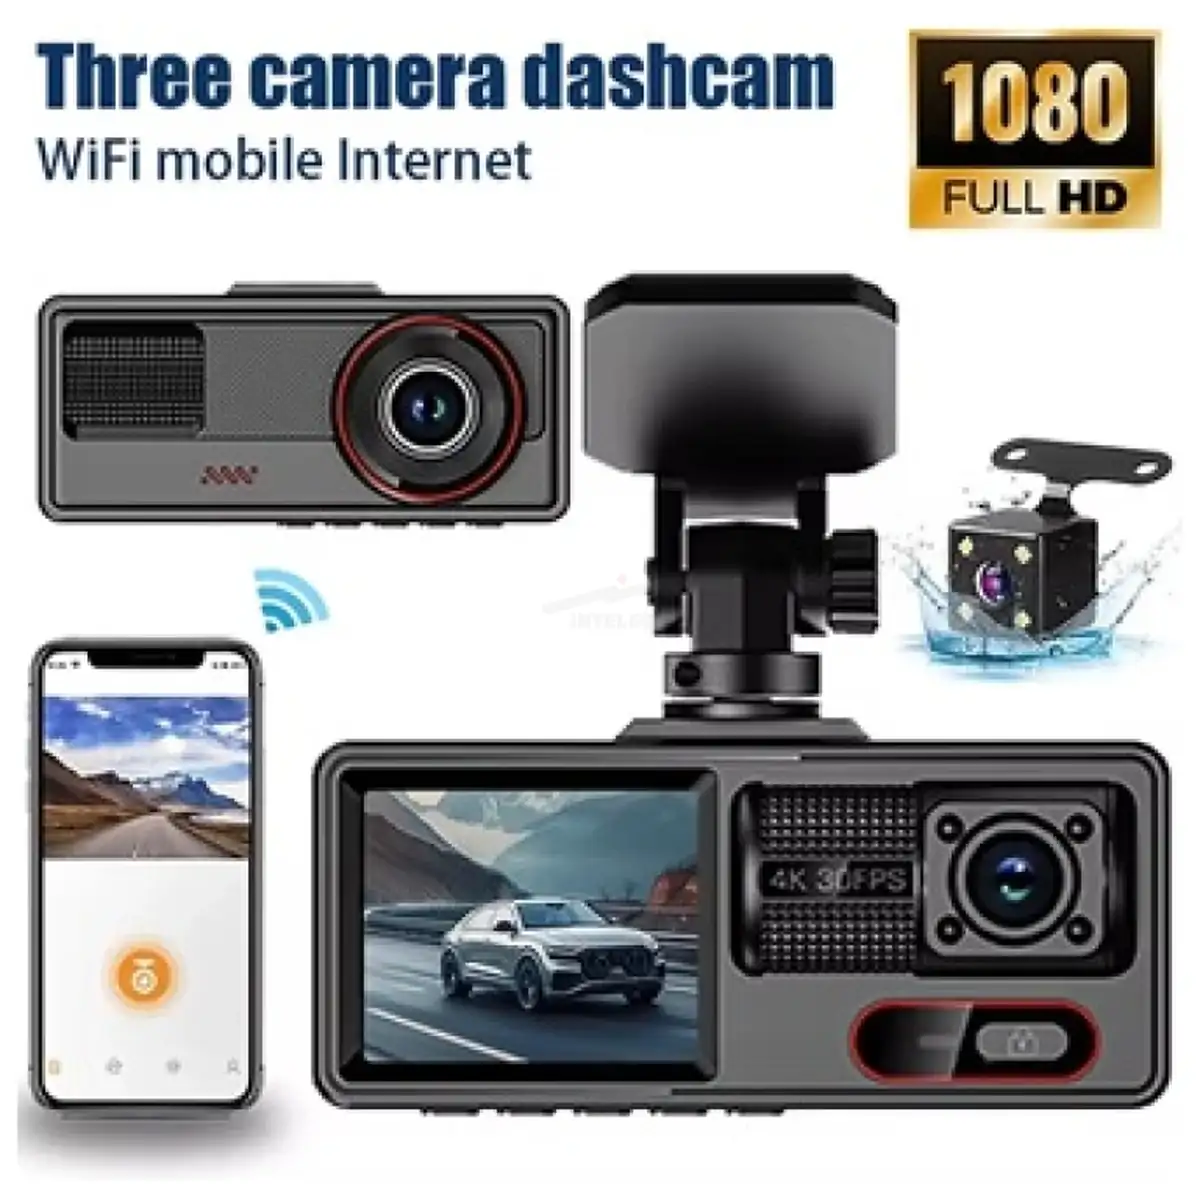 Three camera dashcam
WiFi mobile Internet
1080
FULL HD
4K 30FPS